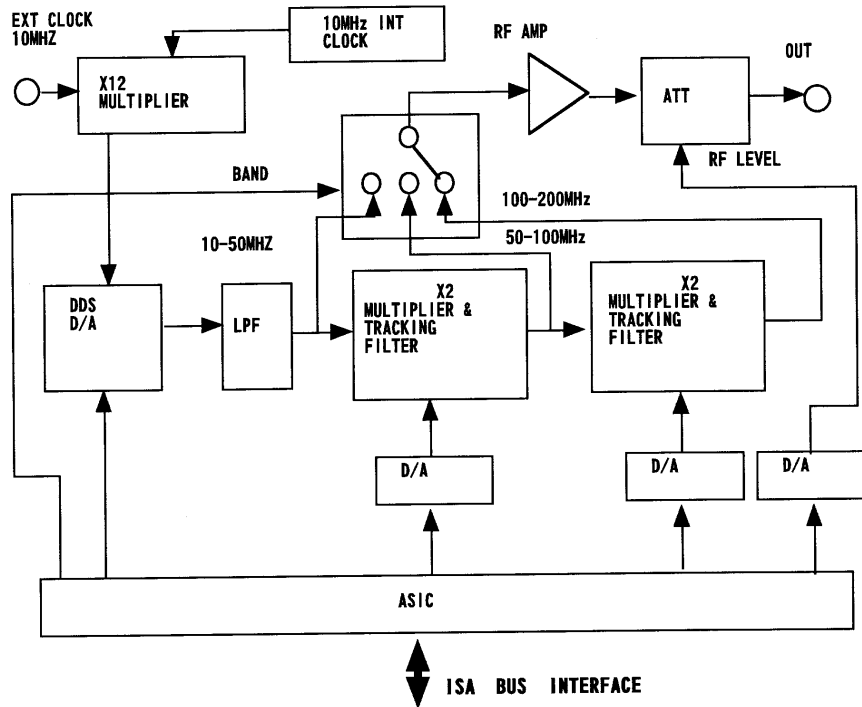 EXT CLOCK
10MHZ
10MHz INT
CLOCK
RF AMP
OUT
X12
MULTIPLIER
ATT
BAND
RF LEVEL
100-200MHz
10-50MHZ
50-100MHz
DDS
D/A
LPF
X2
MULTIPLIER &
TRACKING
FILTER
X2
MULTIPLIER &
TRACKING
FILTER
D/A
D/A
D/A
ASIC
ISA BUS INTERFACE